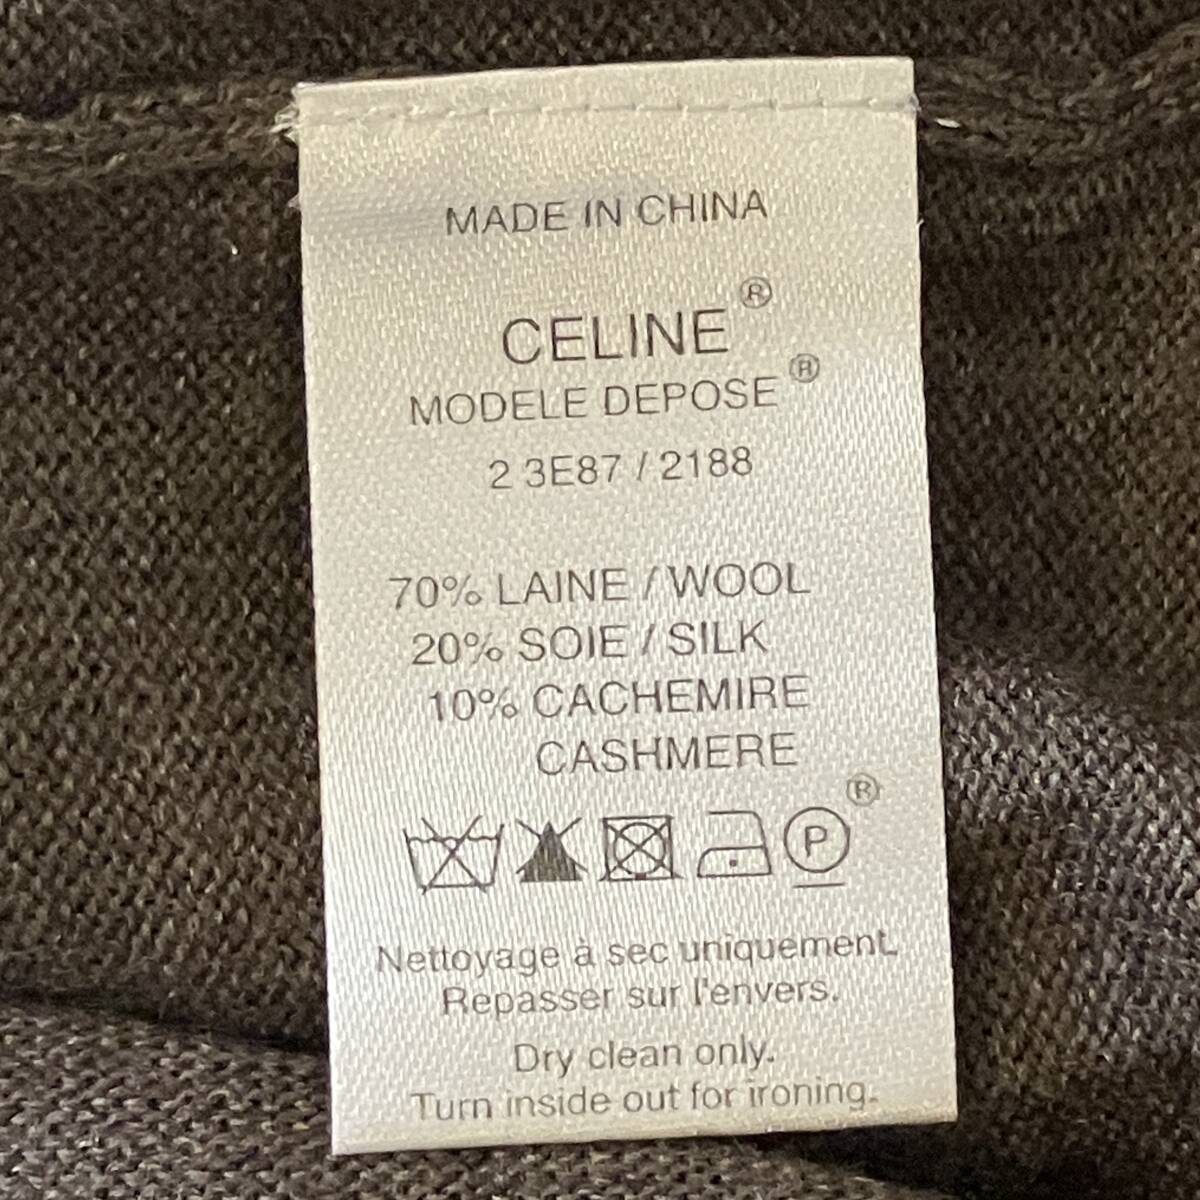 MADE IN CHINA
CELINE®
MODELE DEPOSE®
2 3E87 / 2188
70% LAINE / WOOL
20% SOIE / SILK
10% CACHEMIRE
CASHMERE
P ®
Nettoyage à sec uniquement.
Repasser sur l'envers.
Dry clean only.
Turn inside out for ironing.